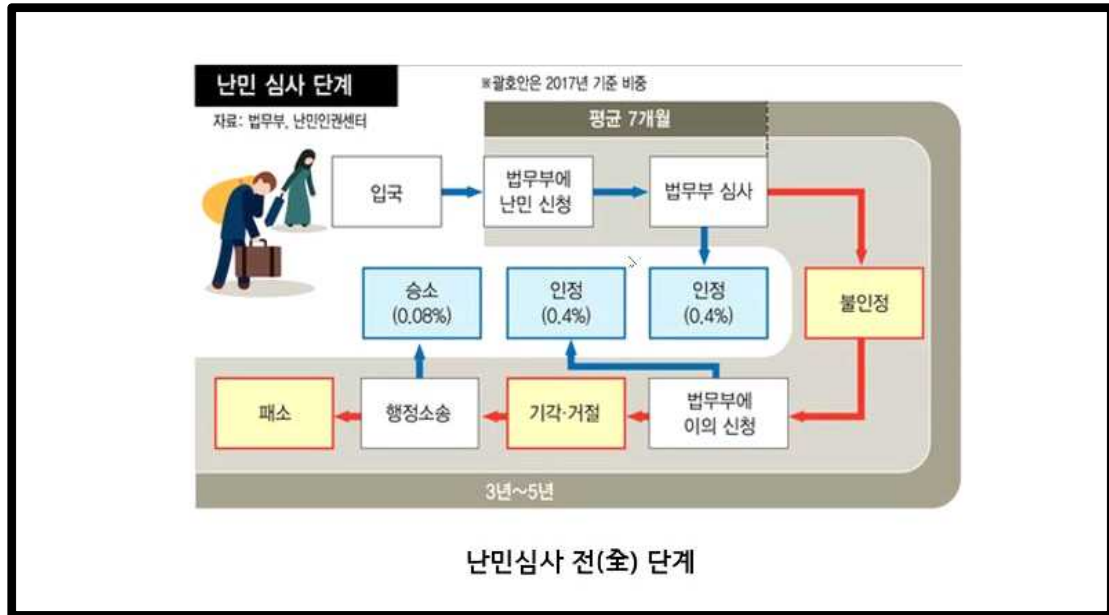 난민 심사 단계
※괄호안은 2017년 기준 비중
자료: 법무부, 난민인권센터
평균 7개월
입국
법무부에
난민 신청
법무부 심사
승소
(0.08%)
인정
(0.4%)
인정
(0.4%)
불인정
패소
행정소송
기각·거절
법무부에
이의 신청
3년~5년
난민심사 전(全) 단계